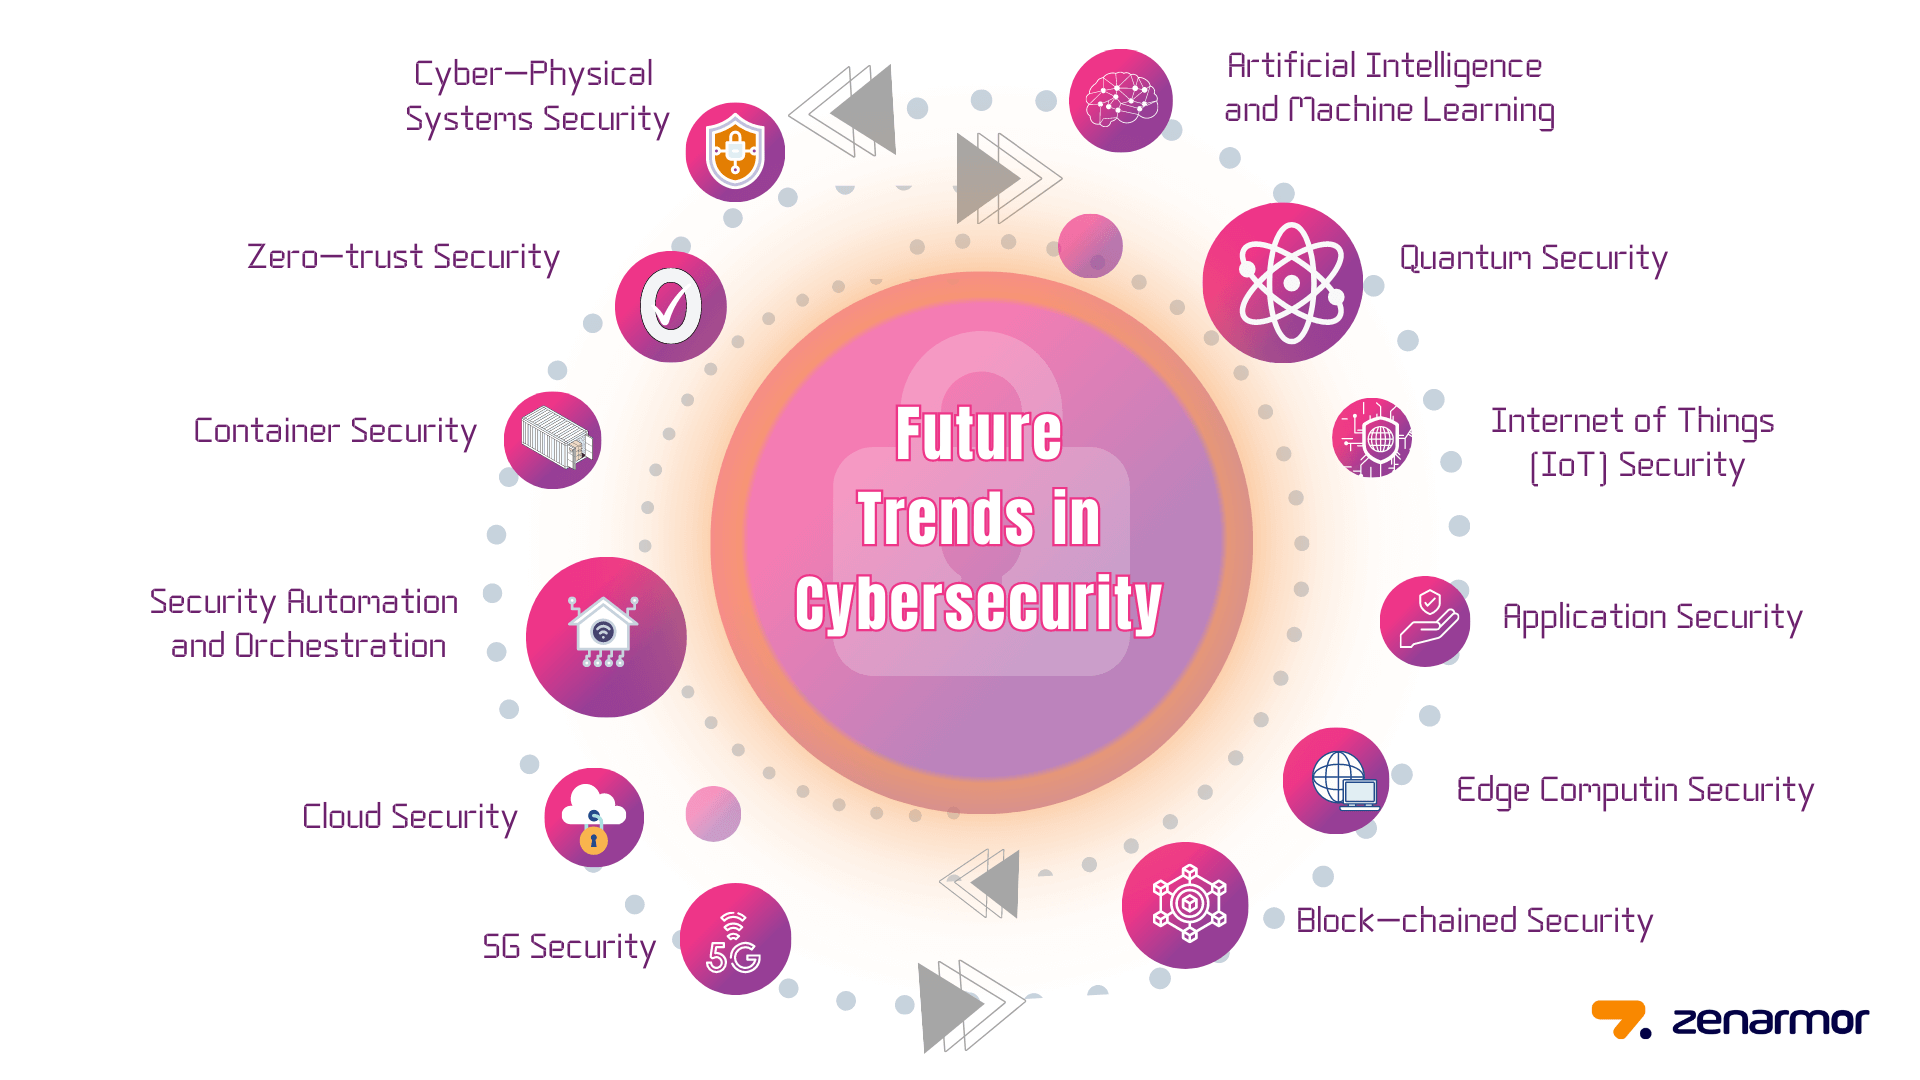 Cyber-Physical
Systems Security
Artificial Intelligence
and Machine Learning
Zero-trust Security
Quantum Security
Container Security
Internet of Things
(IoT) Security
Future
Trends in
Cybersecurity
Security Automation
and Orchestration
Application Security
Cloud Security
Edge Computin Security
5G Security
5G
Block-chained Security
zenarmor